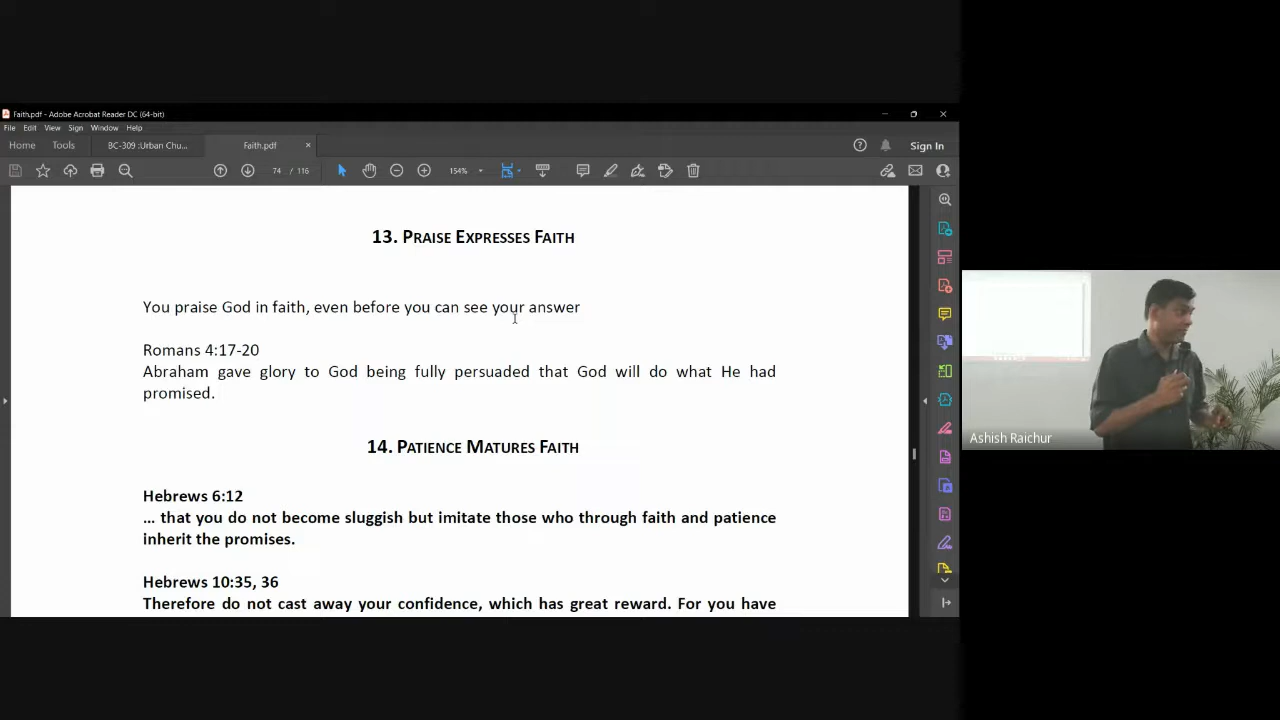 Faith.pdf - Adobe Acrobat Reader DC (64-bit)
File Edit View Sign Window Help
Home Tools BC-309 :Urban Chu... Faith.pdf × Sign In
74 / 116 154%
13. PRAISE EXPRESSES FAITH
You praise God in faith, even before you can see your answer
Romans 4:17-20
Abraham gave glory to God being fully persuaded that God will do what He had
promised.
14. PATIENCE MATURES FAITH
Hebrews 6:12
… that you do not become sluggish but imitate those who through faith and patience
inherit the promises.
Hebrews 10:35, 36
Therefore do not cast away your confidence, which has great reward. For you have
Ashish Raichur